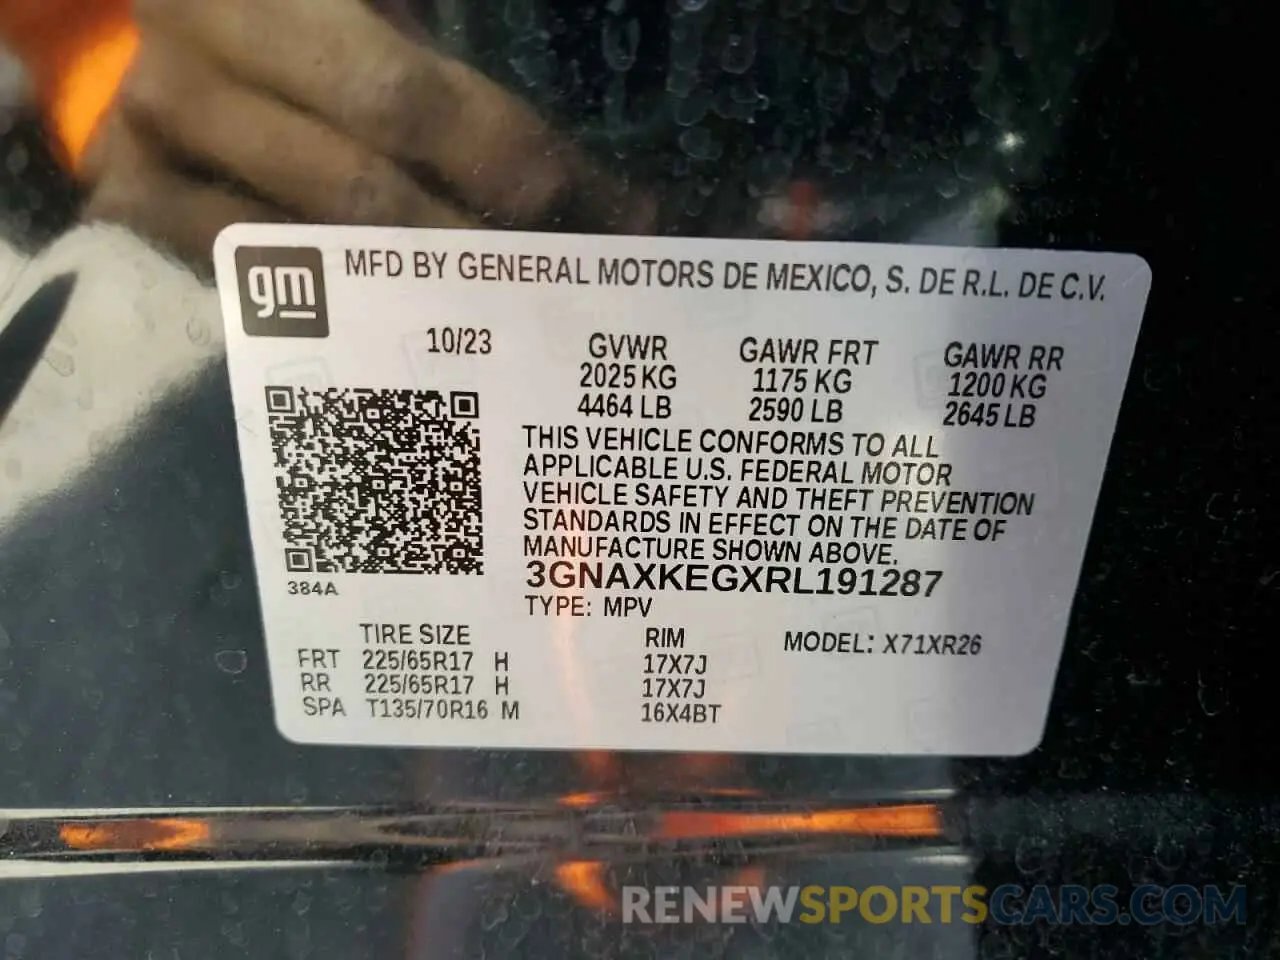 gm
MFD BY GENERAL MOTORS DE MEXICO, S. DE R.L. DE C.V.
10/23 GVWR GAWR FRT GAWR RR
2025 KG 1175 KG 1200 KG
4464 LB 2590 LB 2645 LB
THIS VEHICLE CONFORMS TO ALL
APPLICABLE U.S. FEDERAL MOTOR
VEHICLE SAFETY AND THEFT PREVENTION
STANDARDS IN EFFECT ON THE DATE OF
MANUFACTURE SHOWN ABOVE.
384A
3GNAXKEGXRL191287
TYPE: MPV
TIRE SIZE RIM MODEL: X71XR26
FRT 225/65R17 H 17X7J
RR 225/65R17 H 17X7J
SPA T135/70R16 M 16X4BT
RENEWSPORTSCARS.COM